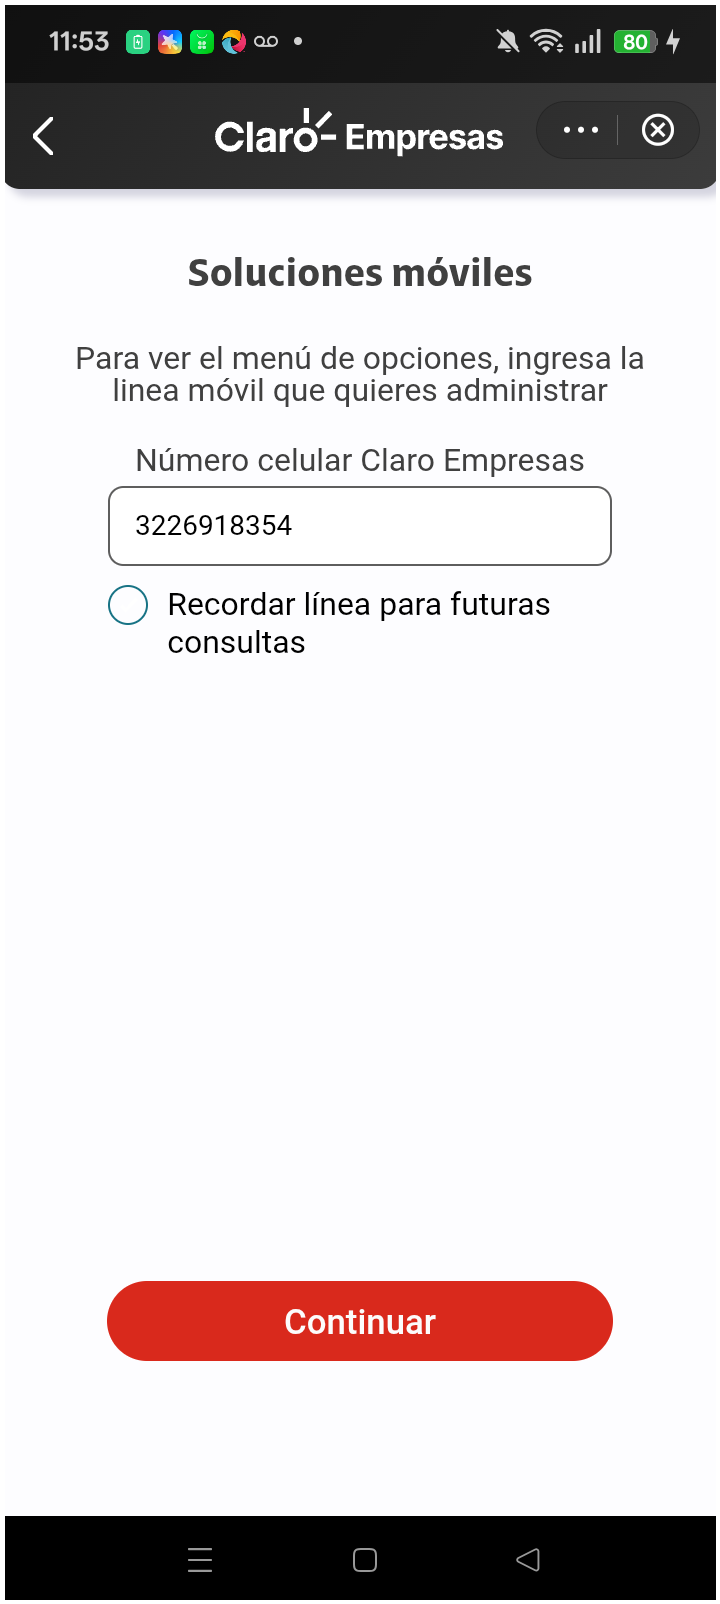 11:53
80
Claro Empresas
Soluciones móviles
Para ver el menú de opciones, ingresa la
linea móvil que quieres administrar
Número celular Claro Empresas
3226918354
Recordar línea para futuras
consultas
Continuar